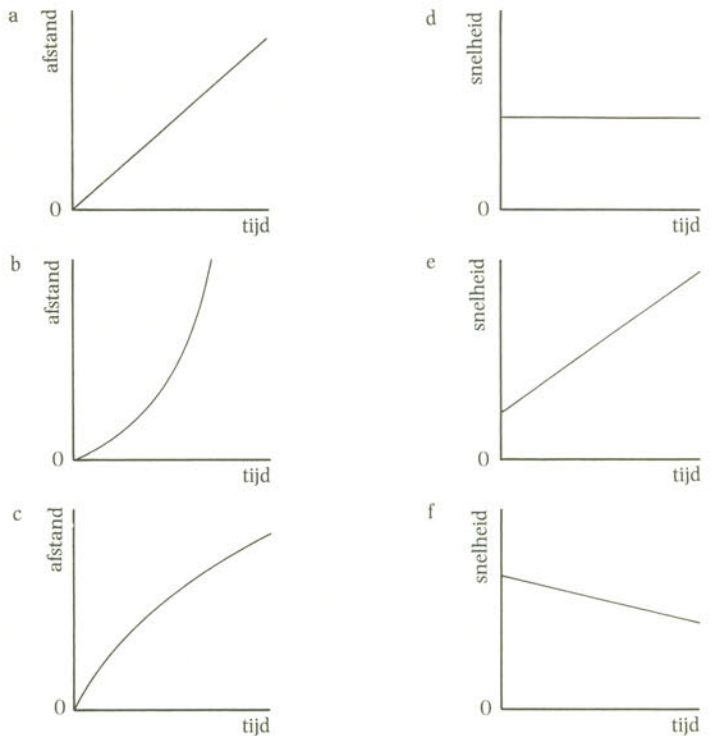 a
afstand
0
tijd
d
snelheid
0
tijd
b
afstand
0
tijd
e
snelheid
0
tijd
c
afstand
0
tijd
f
snelheid
0
tijd